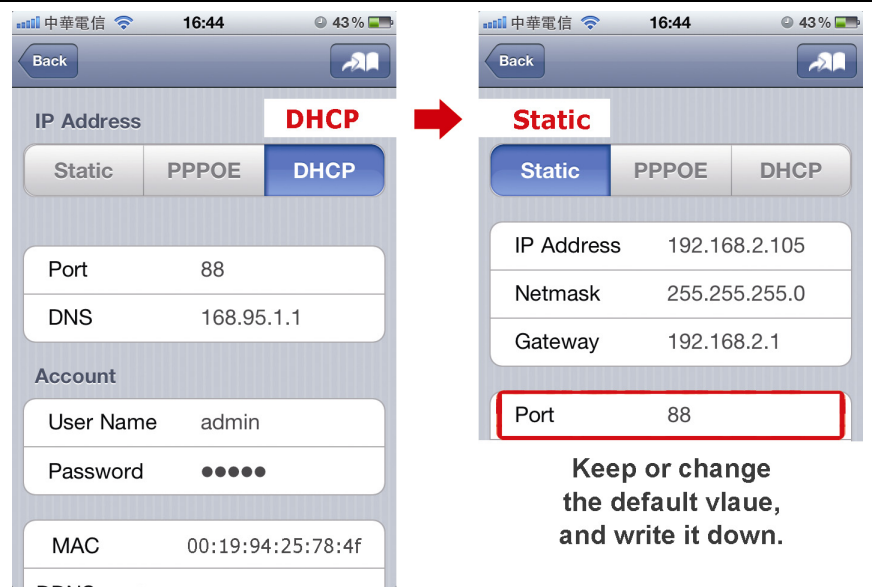 中華電信 16:44 43%
Back
IP Address
DHCP
Static PPPOE DHCP
Port 88
DNS 168.95.1.1
Account
User Name admin
Password ●●●●●
MAC 00:19:94:25:78:4f
中華電信 16:44 43%
Back
Static
Static PPPOE DHCP
IP Address 192.168.2.105
Netmask 255.255.255.0
Gateway 192.168.2.1
Port 88
Keep or change
the default vlaue,
and write it down.